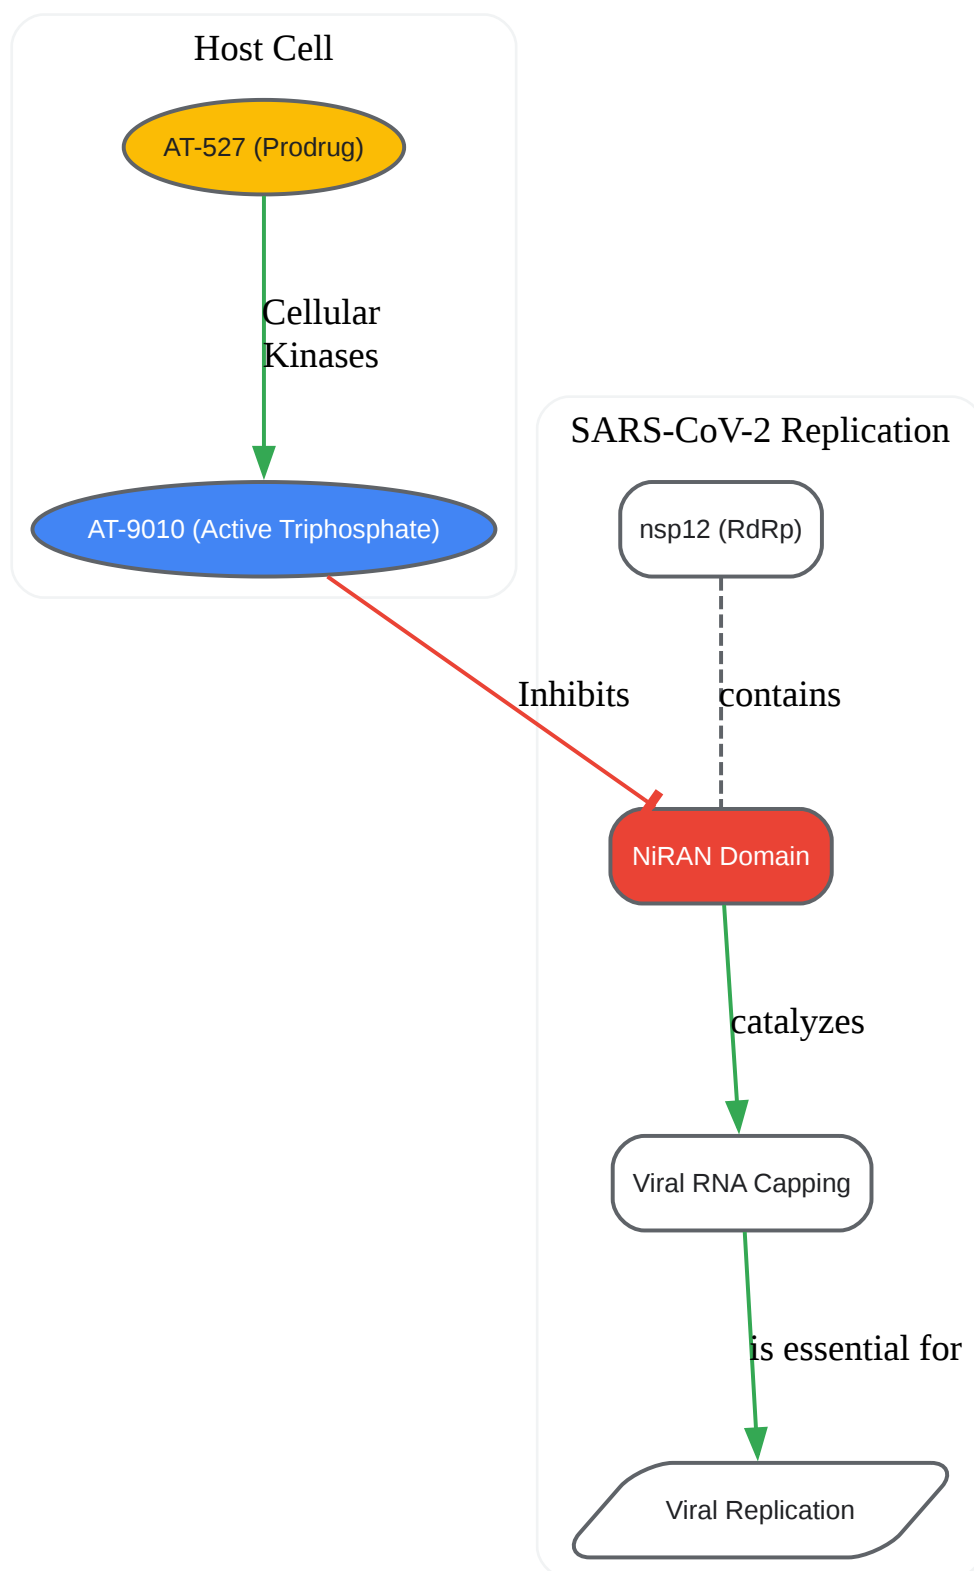 Host Cell
AT-527 (Prodrug)
Cellular
Kinases
AT-9010 (Active Triphosphate)
SARS-CoV-2 Replication
nsp12 (RdRp)
Inhibits
contains
NiRAN Domain
catalyzes
Viral RNA Capping
is essential for
Viral Replication